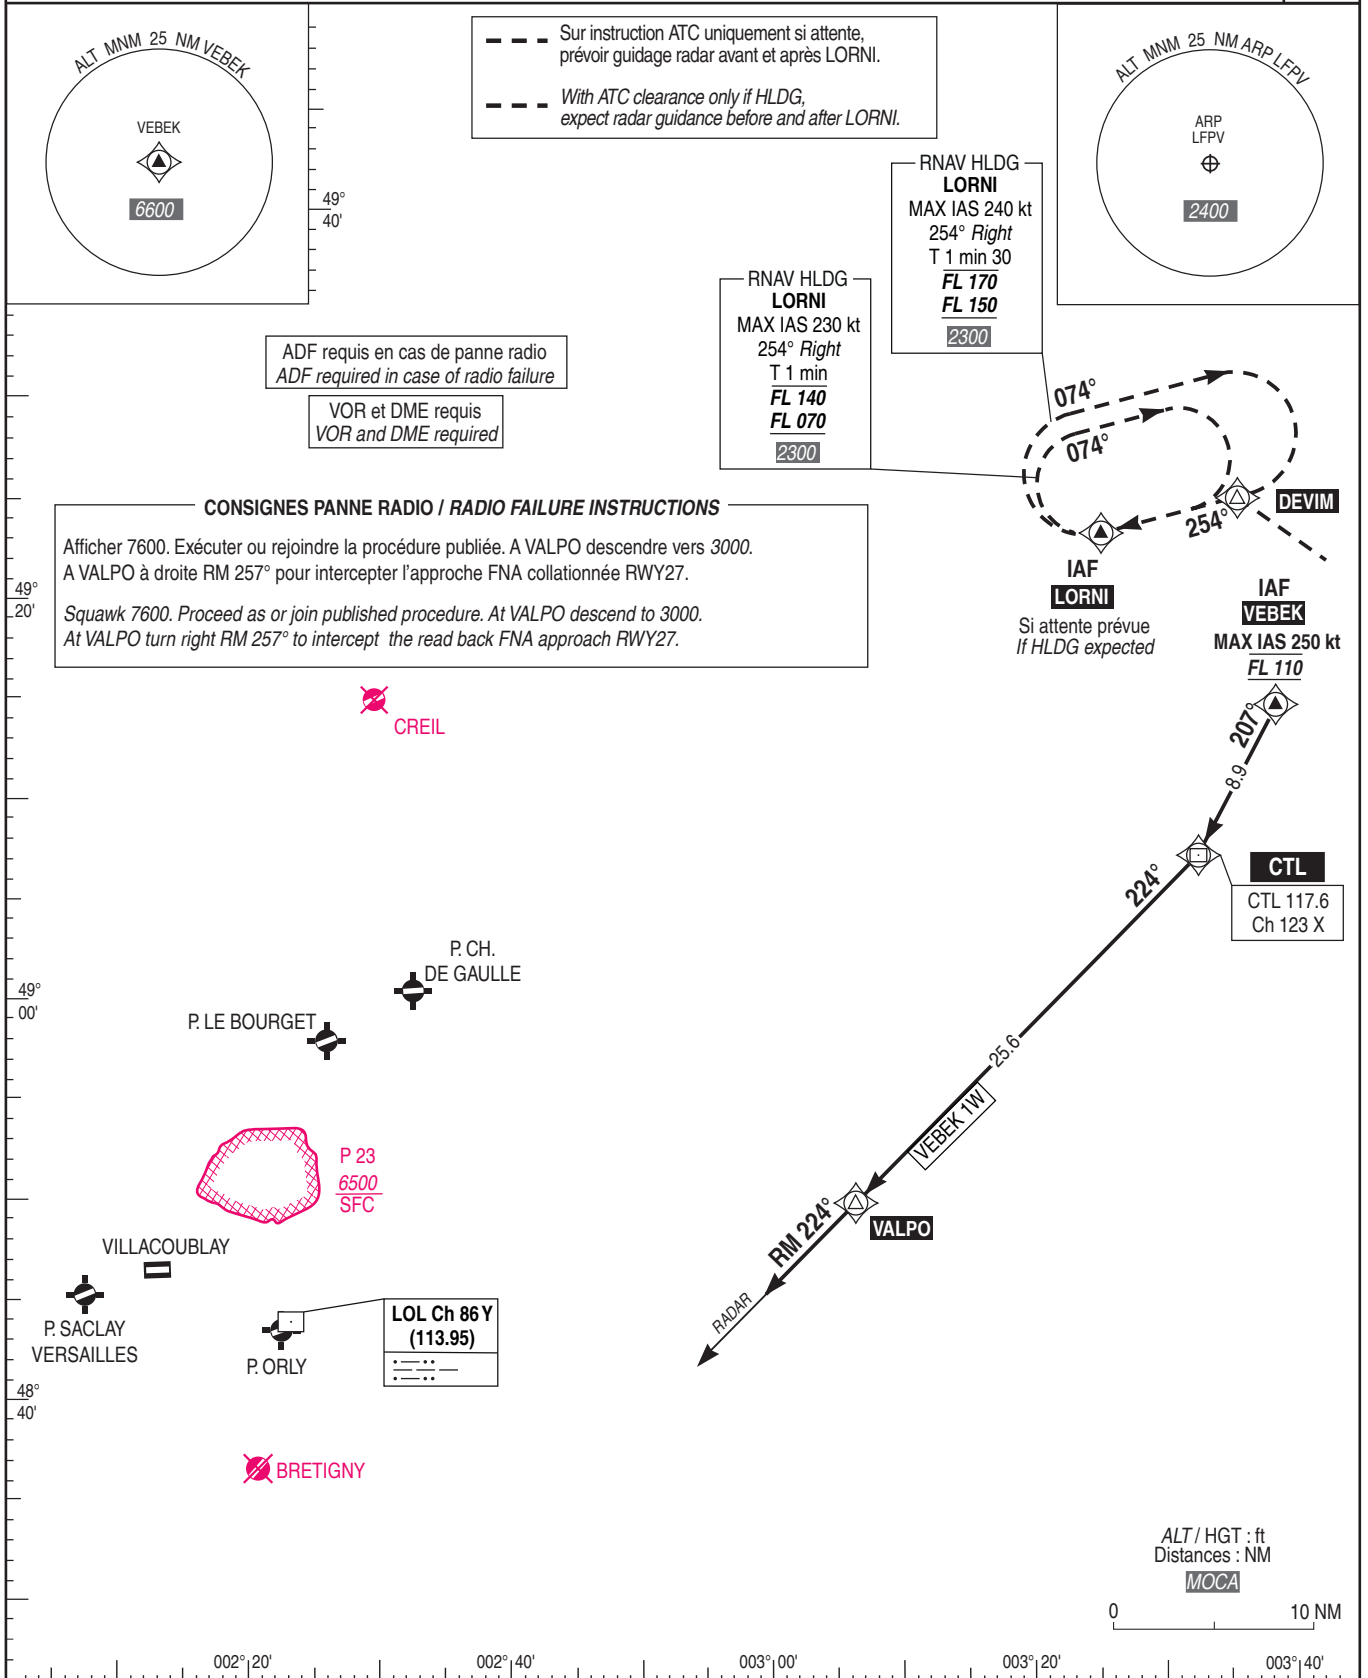 ALT MNM 25 NM VEBEK
VEBEK
6600
Sur instruction ATC uniquement si attente,
prévoir guidage radar avant et après LORNI.
With ATC clearance only if HLDG,
expect radar guidance before and after LORNI.
ALT MNM 25 NM ARP LFPV
ARP
LFPV
2400
49°
40'
RNAV HLDG
LORNI
MAX IAS 240 kt
254° Right
T 1 min 30
FL 170
FL 150
2300
RNAV HLDG
LORNI
MAX IAS 230 kt
254° Right
T 1 min
FL 140
FL 070
2300
ADF requis en cas de panne radio
ADF required in case of radio failure
VOR et DME requis
VOR and DME required
074°
074°
254°
DEVIM
CONSIGNES PANNE RADIO / RADIO FAILURE INSTRUCTIONS
Afficher 7600. Exécuter ou rejoindre la procédure publiée. A VALPO descendre vers 3000.
A VALPO à droite RM 257° pour intercepter l'approche FNA collationnée RWY27.
Squawk 7600. Proceed as or join published procedure. At VALPO descend to 3000.
At VALPO turn right RM 257° to intercept the read back FNA approach RWY27.
49°
20'
IAF
LORNI
Si attente prévue
If HLDG expected
IAF
VEBEK
MAX IAS 250 kt
FL 110
CREIL
207°
8.9
224°
CTL
CTL 117.6
Ch 123 X
P. CH.
DE GAULLE
49°
00'
P. LE BOURGET
25.6
VEBEK 1W
P 23
6500
SFC
RM 224°
VALPO
VILLACOUBLAY
RADAR
P. SACLAY
VERSAILLES
LOL Ch 86 Y
(113.95)
P. ORLY
48°
40'
BRETIGNY
ALT / HGT : ft
Distances : NM
MOCA
0 10 NM
002° 20' 002° 40' 003° 00' 003° 20' 003° 40'